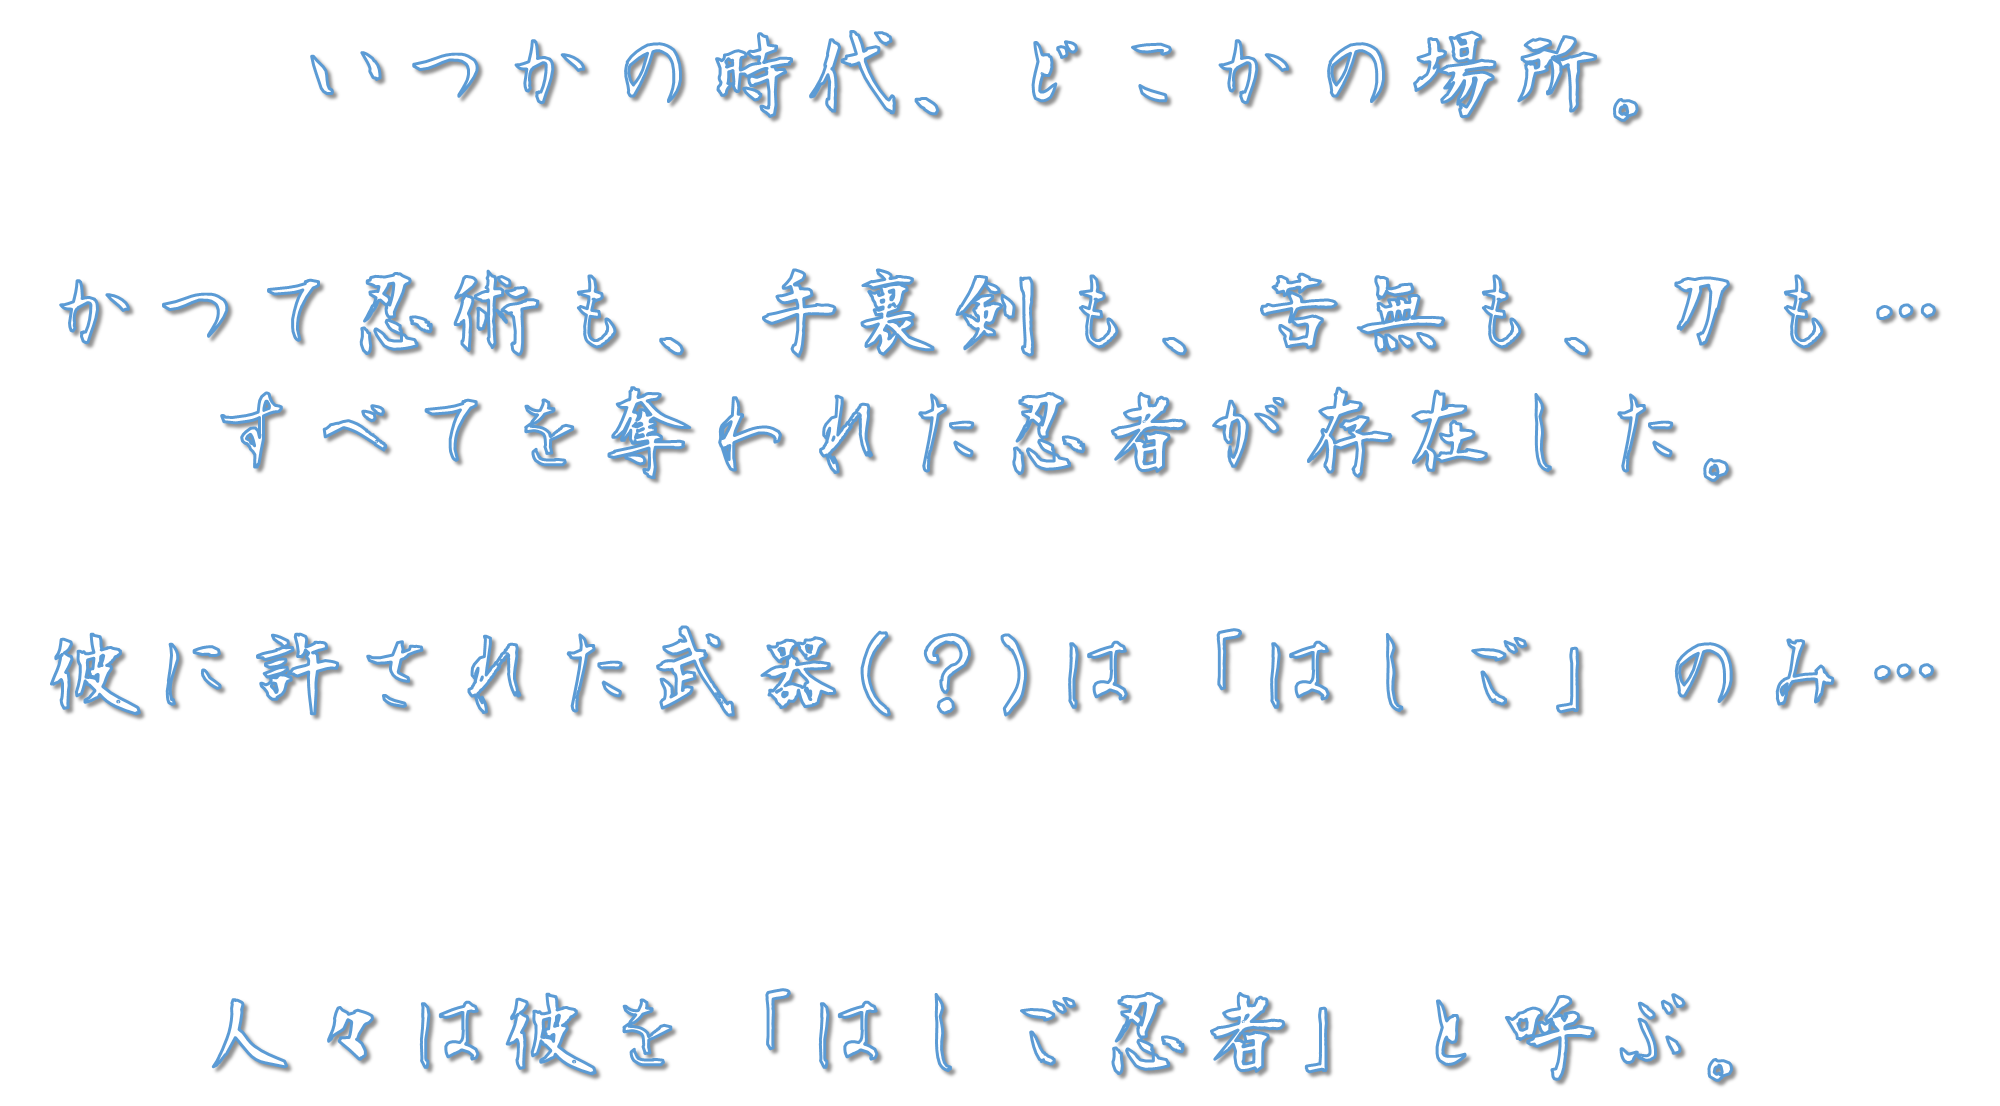 いつかの時代、どこかの場所。
かつて忍術も、手裏剣も、苦無も、刀も…
すべてを奪われた忍者が存在した。
彼に許された武器(?)は「はしご」のみ…
人々は彼を「はしご忍者」と呼ぶ。